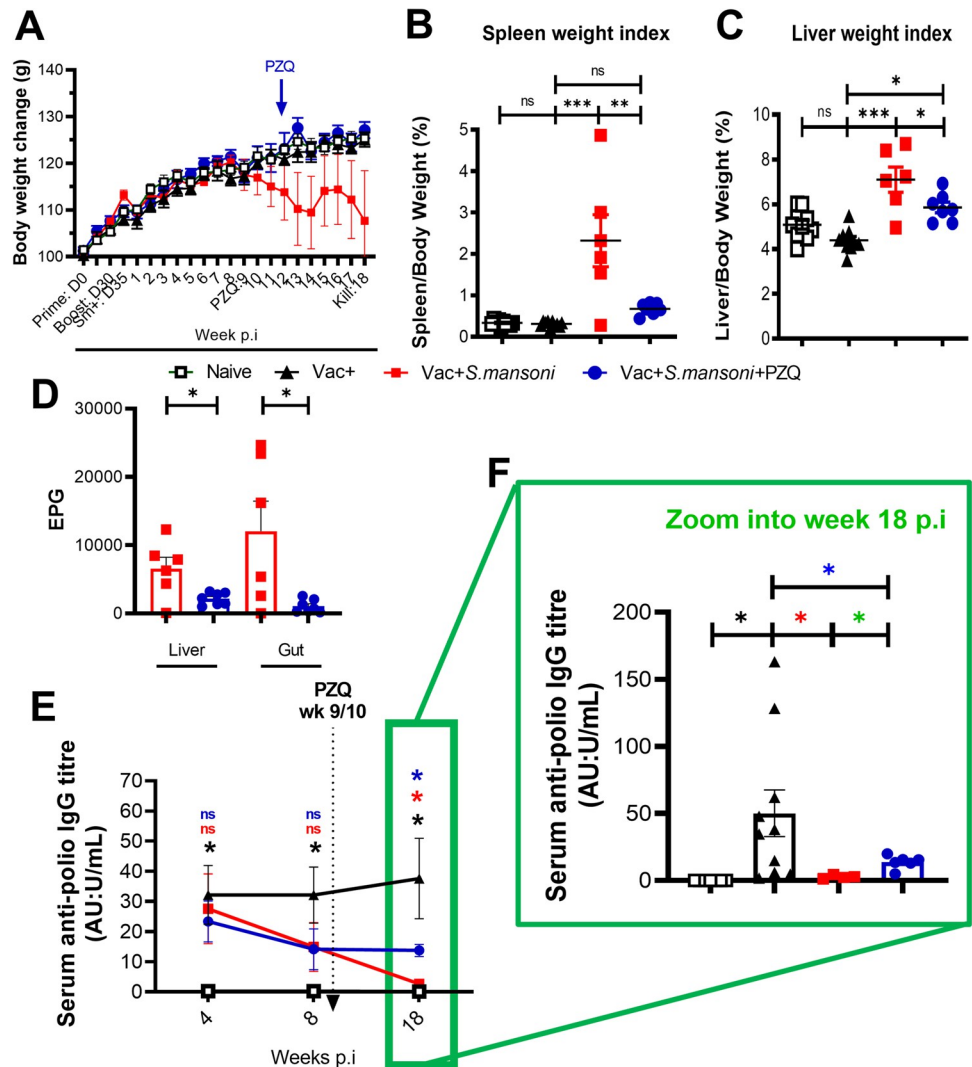 A
Body weight change (g)
140
130
120
110
100
PZQ
Prime: D0
Boost: D30
Sm+: D35
1
2
3
4
5
6
7
8
PZQ:9
10
11
12
13
14
15
16
17
Kill:18
Week p.i
B
Spleen weight index
ns
ns
***
**
Spleen/Body Weight (%)
5
4
3
2
1
0
C
Liver weight index
*
ns
***
*
Liver/Body Weight (%)
10
8
6
4
2
0
Naive
Vac+
Vac+S.mansoni
Vac+S.mansoni+PZQ
D
EPG
30000
20000
10000
0
*
*
Liver
Gut
E
PZQ
wk 9/10
Serum anti-polio IgG titre
(AU:U/mL)
70
60
50
40
30
20
10
0
ns
ns
*
ns
ns
*
*
*
*
4
8
18
Weeks p.i
F
Zoom into week 18 p.i
*
*
*
*
Serum anti-polio IgG titre
(AU:U/mL)
200
150
100
50
0